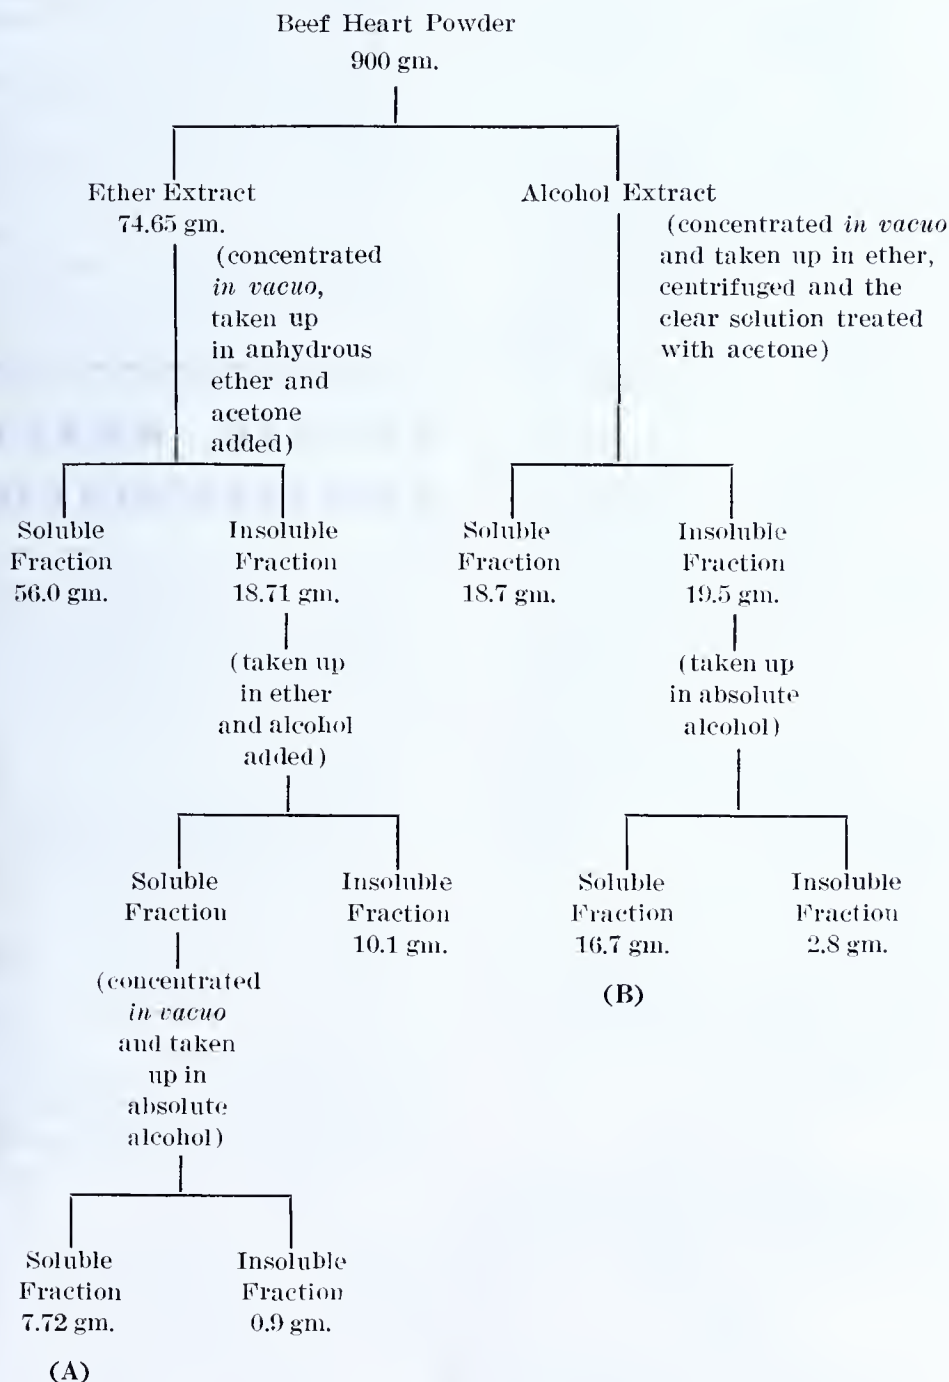 Beef Heart Powder
900 gm.
Ether Extract
74.65 gm.
(concentrated
in vacuo,
taken up
in anhydrous
ether and
acetone
added)
Alcohol Extract
(concentrated in vacuo
and taken up in ether,
centrifuged and the
clear solution treated
with acetone)
Soluble
Fraction
56.0 gm.
Insoluble
Fraction
18.71 gm.
Soluble
Fraction
18.7 gm.
Insoluble
Fraction
19.5 gm.
(taken up
in ether
and alcohol
added)
(taken up
in absolute
alcohol)
Soluble
Fraction
Insoluble
Fraction
10.1 gm.
Soluble
Fraction
16.7 gm.
(B)
Insoluble
Fraction
2.8 gm.
(concentrated
in vacuo
and taken
up in
absolute
alcohol)
Soluble
Fraction
7.72 gm.
(A)
Insoluble
Fraction
0.9 gm.